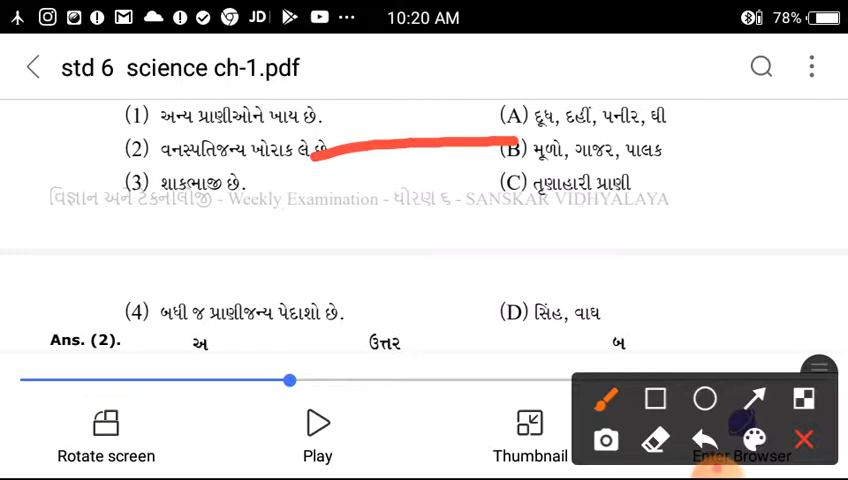 JD
10:20 AM
78%
std 6 science ch-1.pdf
(1) અન્ય પ્રાણીઓને ખાય છે. (A) દૂધ, દહીં, પનીર, ઘી
(2) વનસ્પતિજન્ય ખોરાક લે છે. (B) મૂળો, ગાજર, પાલક
(3) શાકભાજી છે. (C) તૃણાહારી પ્રાણી
વિજ્ઞાન અને ટેકનોલોજી - Weekly Examination - ધોરણ ૬ - SANSKAR VIDHYALAYA
(4) બધી જ પ્રાણીજન્ય પેદાશો છે. (D) સિંહ, વાઘ
Ans. (2). અ ઉત્તર બ
Rotate screen Play Thumbnail Enter Browser